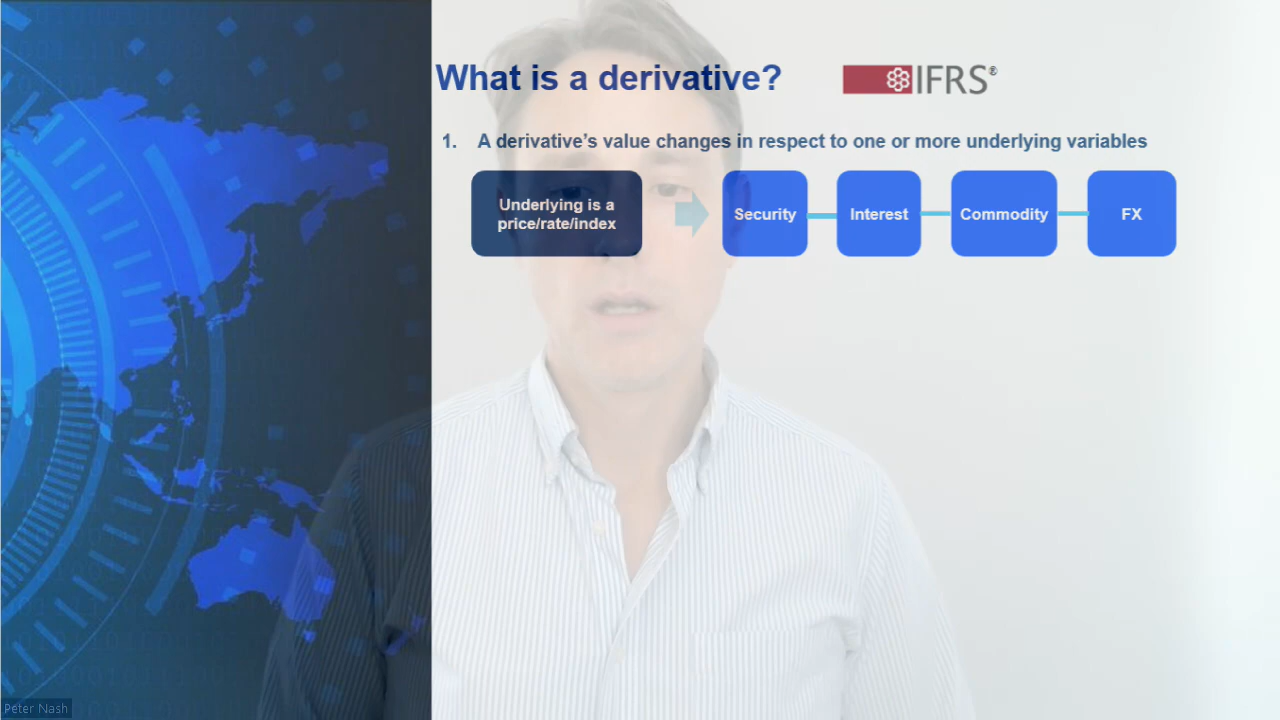 What is a derivative?
IFRS®
1. A derivative’s value changes in respect to one or more underlying variables
Underlying is a
price/rate/index
Security
Interest
Commodity
FX
Peter Nash